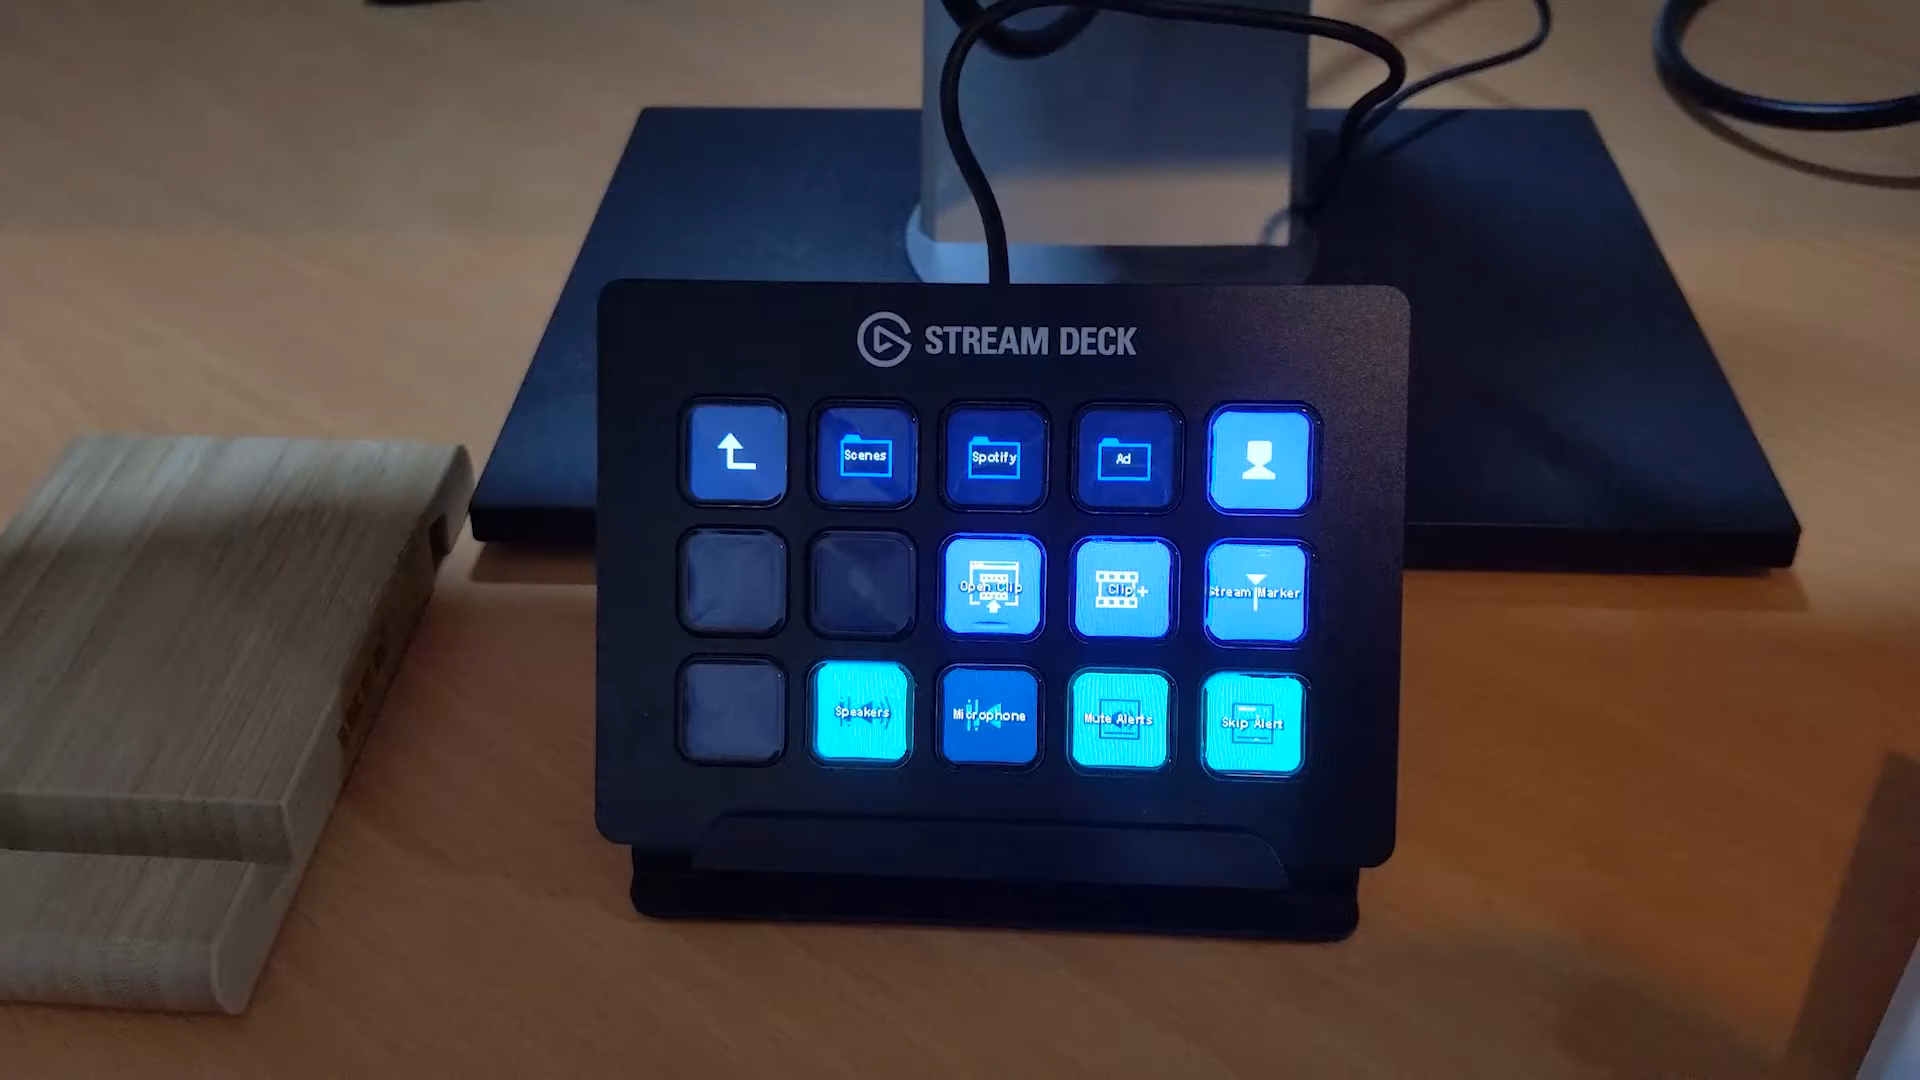 STREAM DECK
Scenes
Spotify
Ad
Open Clip
Clip
Stream Marker
Speakers
Microphone
Mute Alerts
Skip Alert